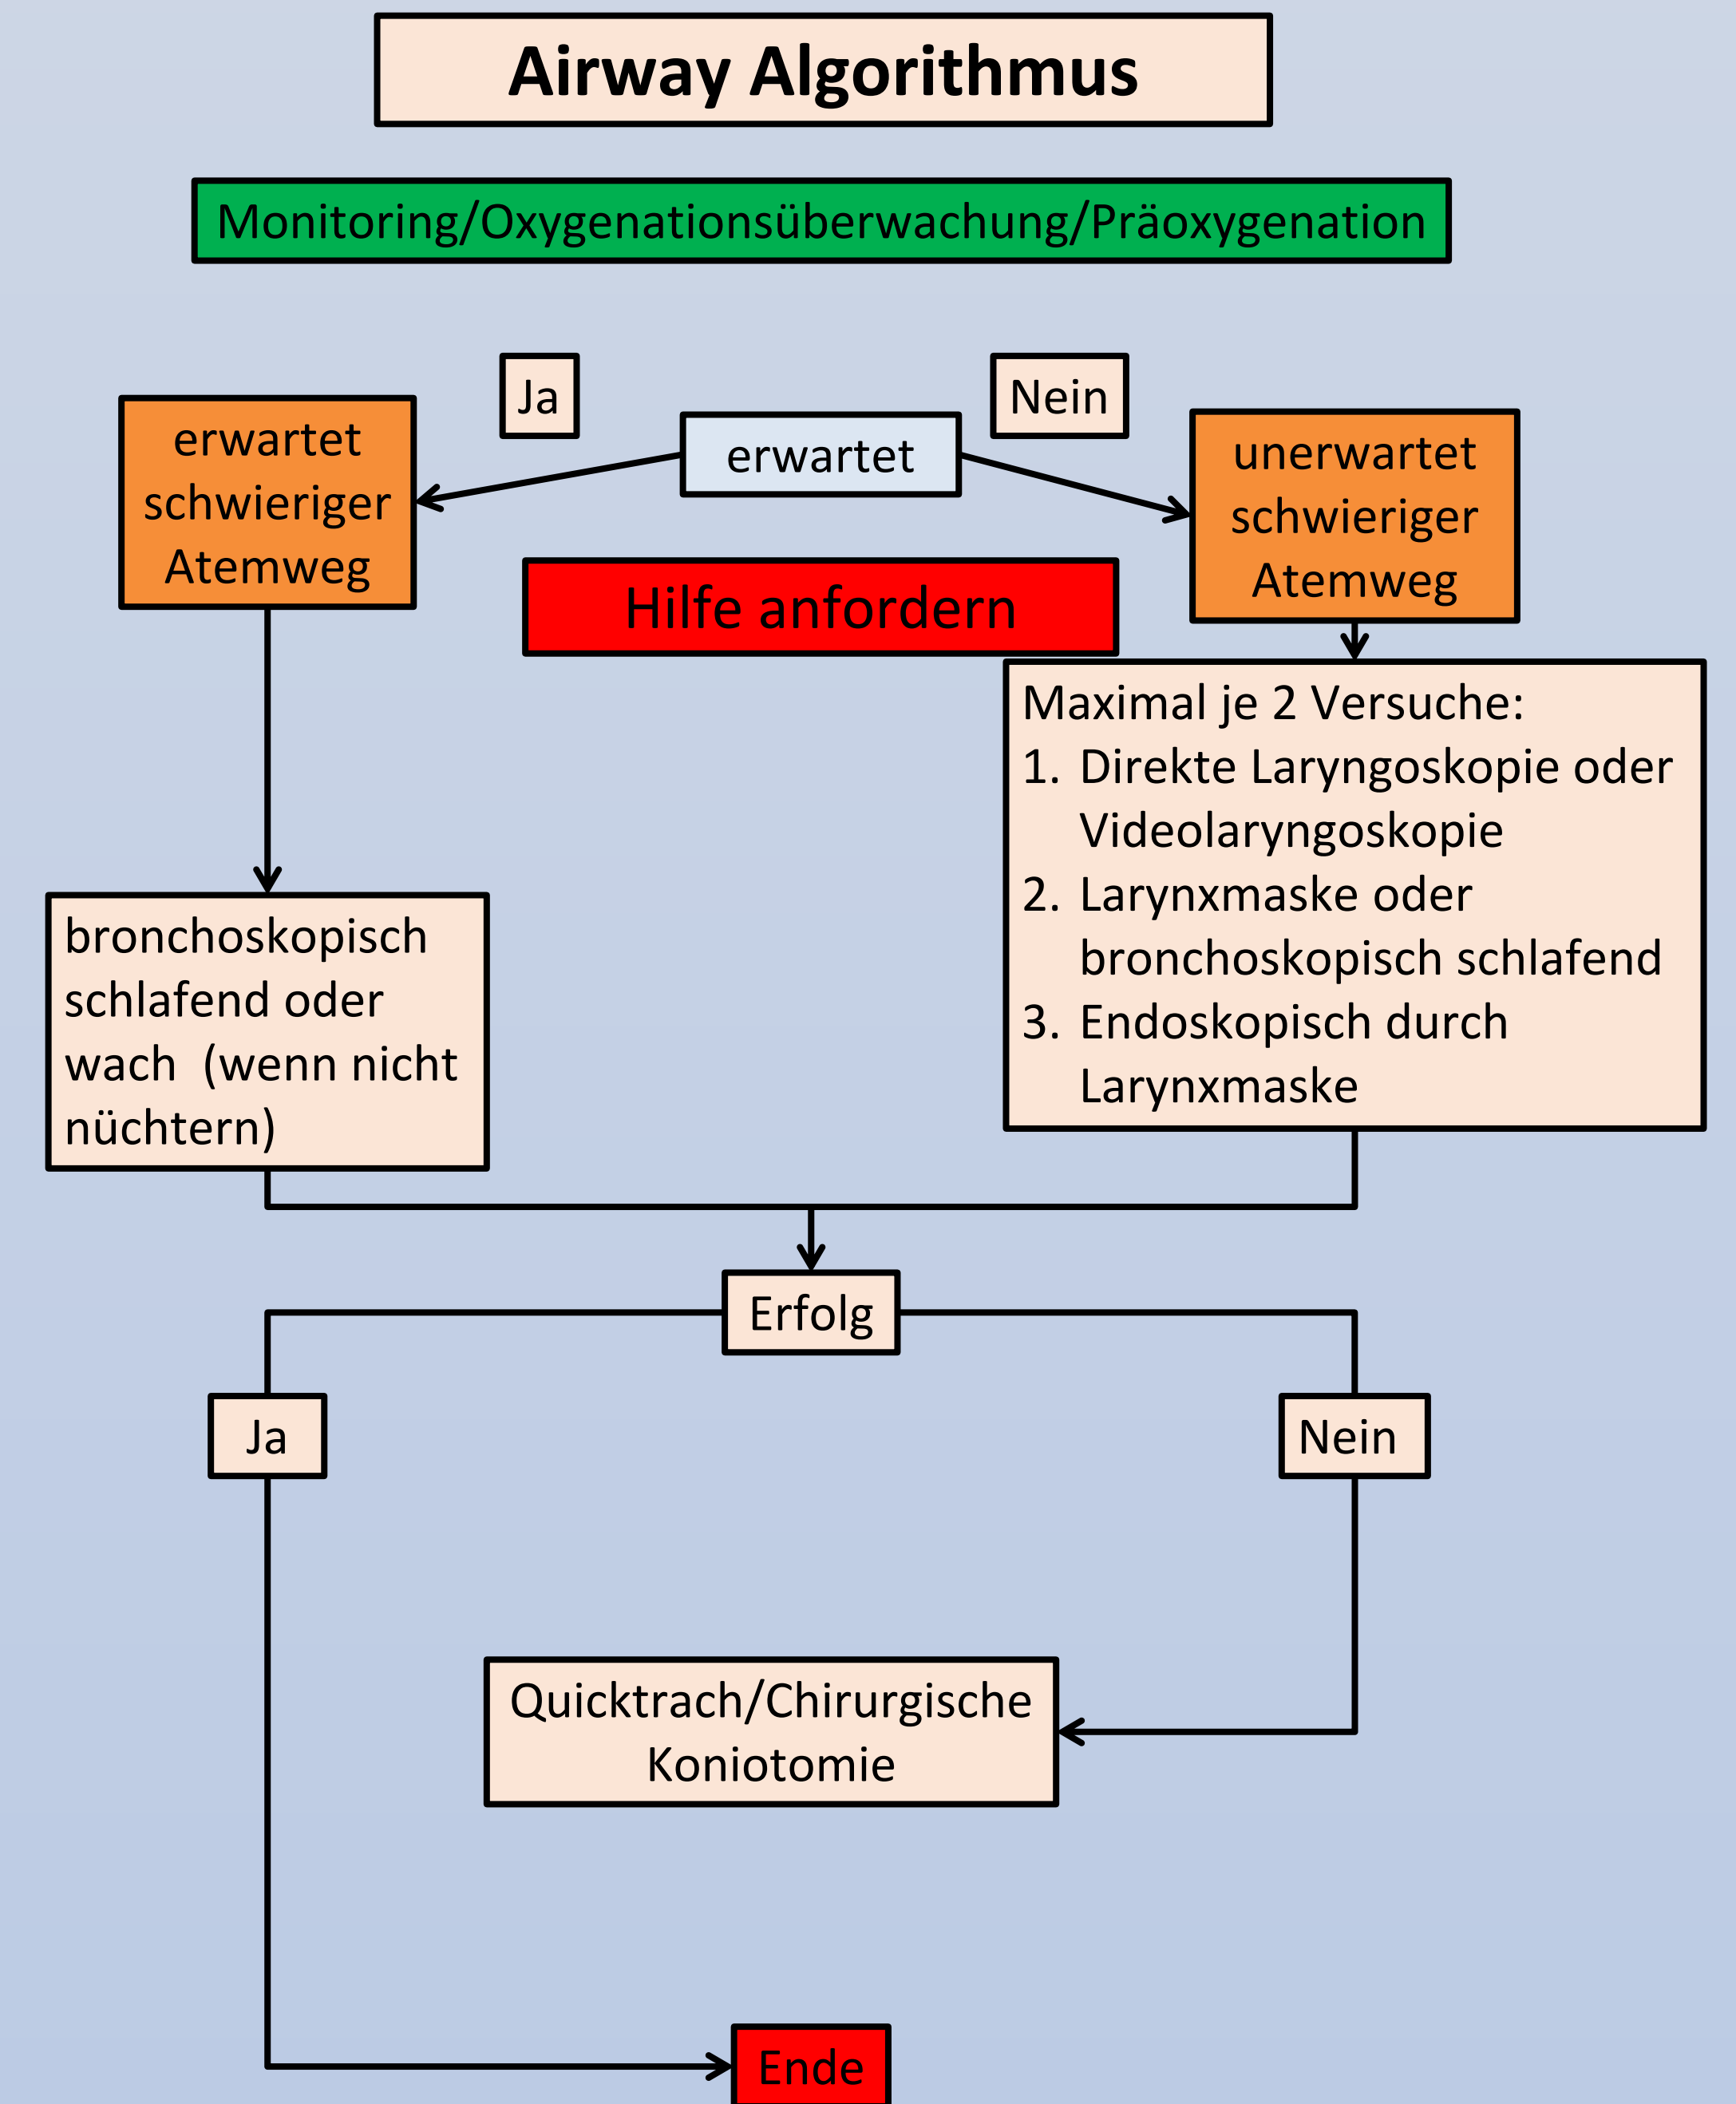 Airway Algorithmus
Monitoring/Oxygenationsüberwachung/Präoxygenation
Ja
Nein
erwartet
erwartet
schwieriger
Atemweg
unerwartet
schwieriger
Atemweg
Hilfe anfordern
Maximal je 2 Versuche:
1. Direkte Laryngoskopie oder
Videolaryngoskopie
2. Larynxmaske oder
bronchoskopisch schlafend
3. Endoskopisch durch
Larynxmaske
bronchoskopisch
schlafend oder
wach (wenn nicht
nüchtern)
Erfolg
Ja
Nein
Quicktrach/Chirurgische
Koniotomie
Ende